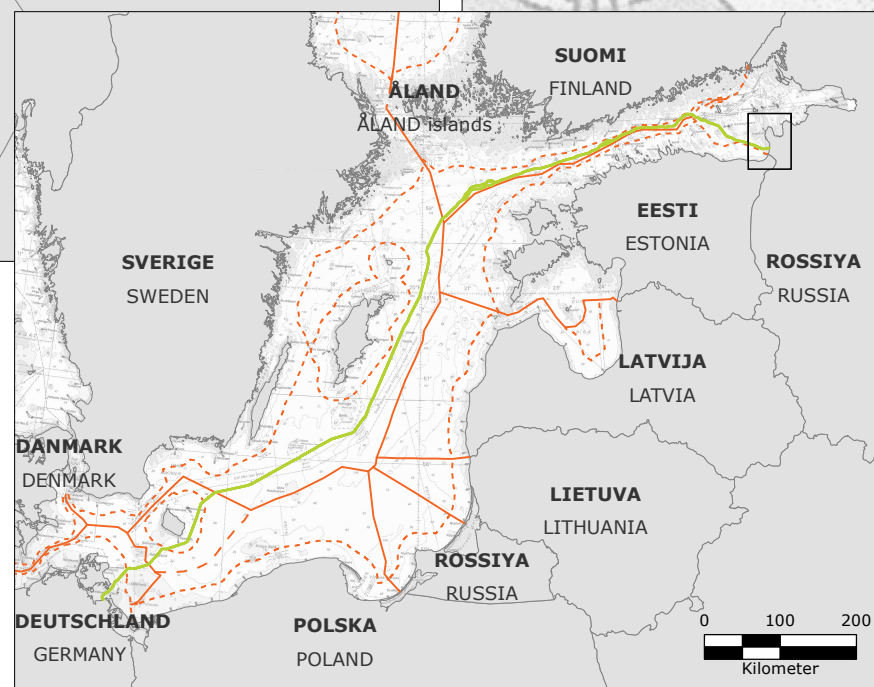 SUOMI
FINLAND
ÅLAND
ÅLAND islands
EESTI
ESTONIA
SVERIGE
SWEDEN
ROSSIYA
RUSSIA
LATVIJA
LATVIA
DANMARK
DENMARK
LIETUVA
LITHUANIA
ROSSIYA
RUSSIA
DEUTSCHLAND
GERMANY
POLSKA
POLAND
0 100 200
Kilometer